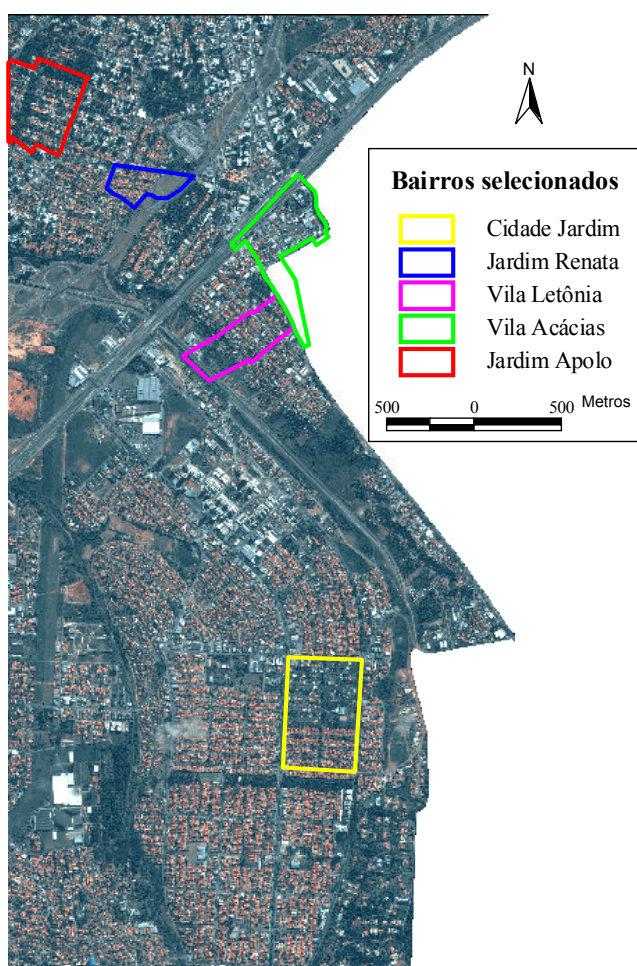 N
Bairros selecionados
Cidade Jardim
Jardim Renata
Vila Letônia
Vila Acácias
Jardim Apolo
500 0 500 Metros